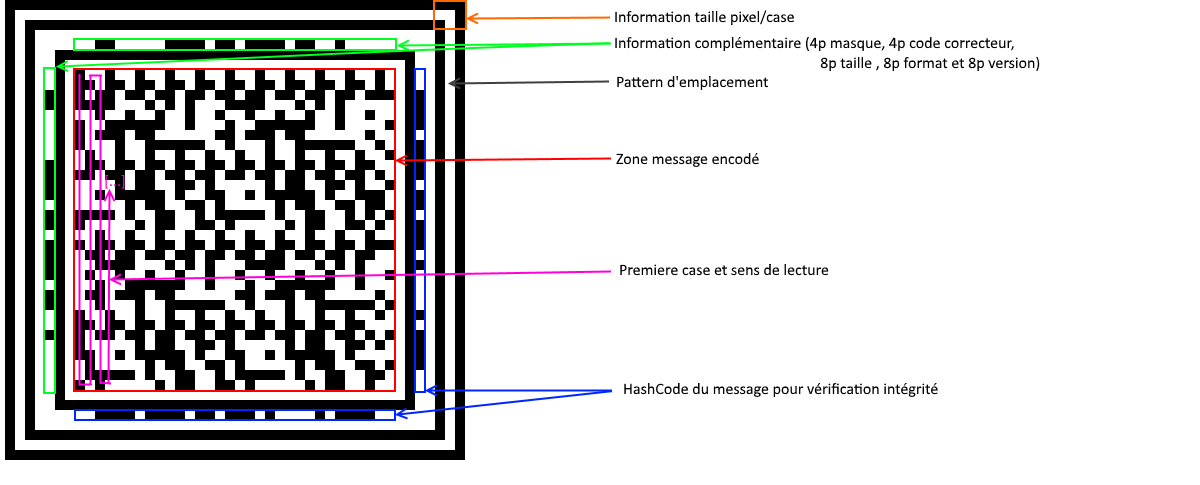 Information taille pixel/case
Information complémentaire (4p masque, 4p code correcteur,
8p taille , 8p format et 8p version)
Pattern d'emplacement
Zone message encodé
[...]
Premiere case et sens de lecture
HashCode du message pour vérification intégrité